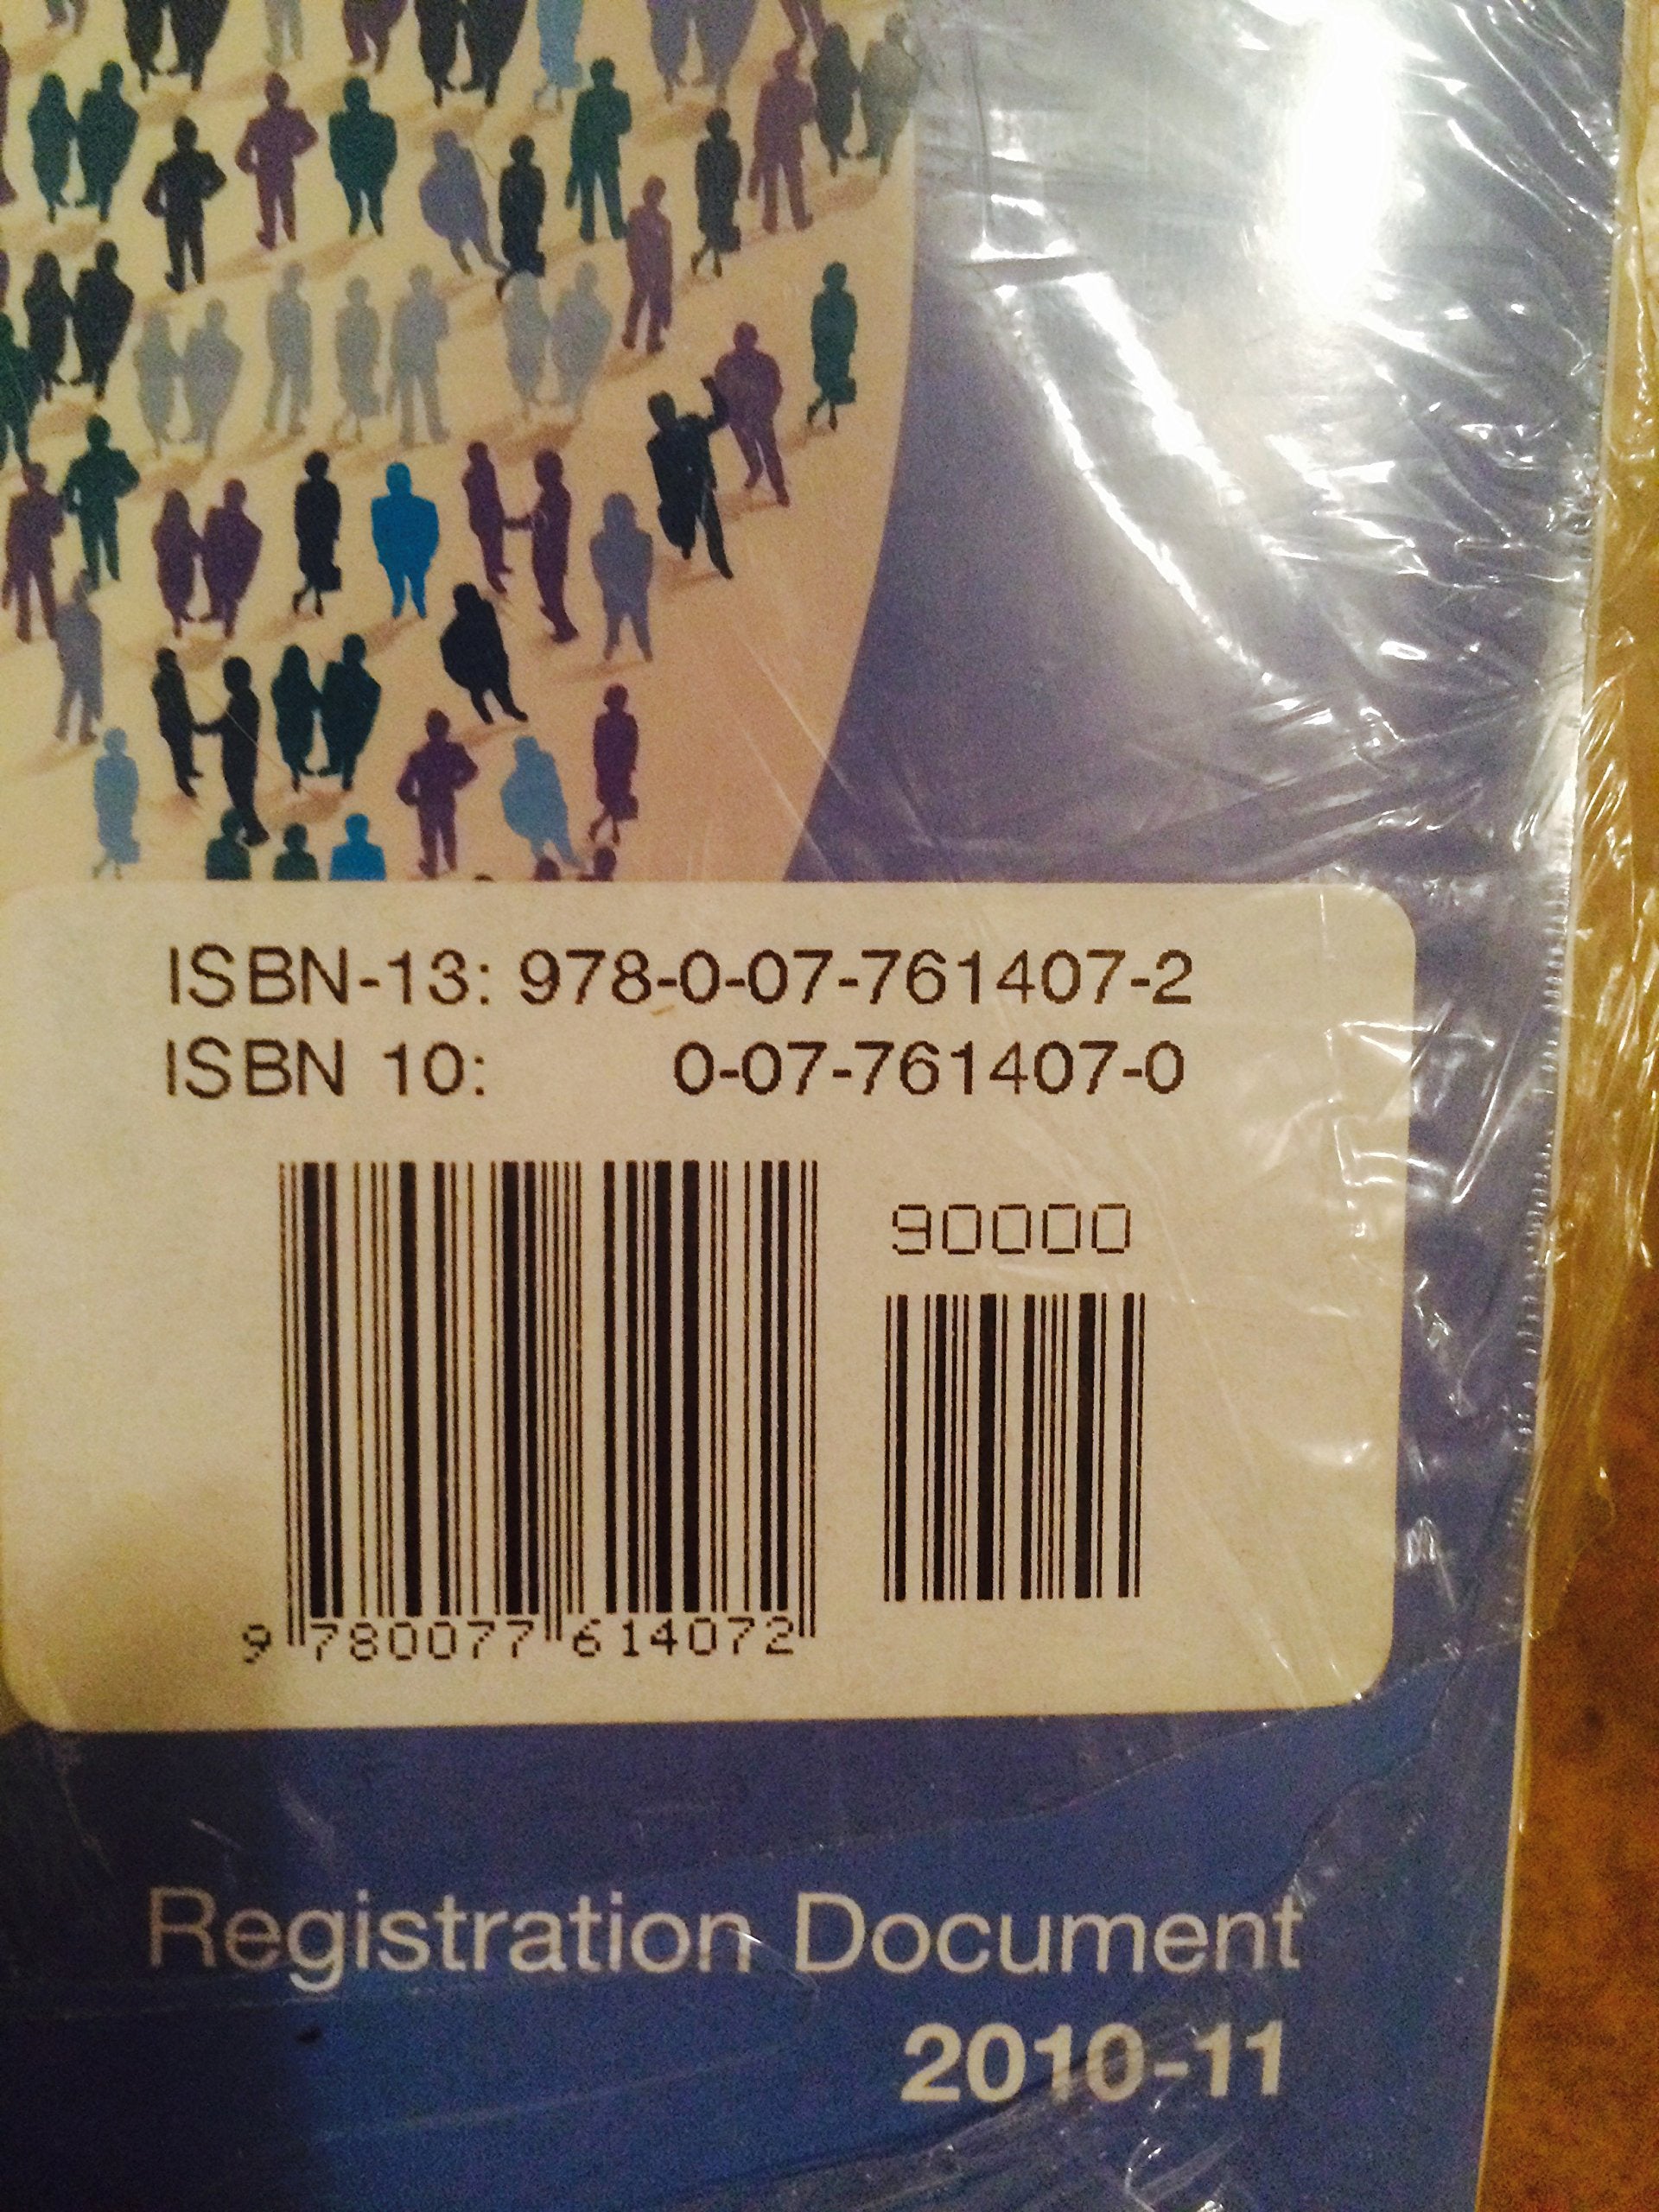 ISBN-13: 978-0-07-761407-2
ISBN 10: 0-07-761407-0
90000
9 780077 614072
Registration Document
2010-11